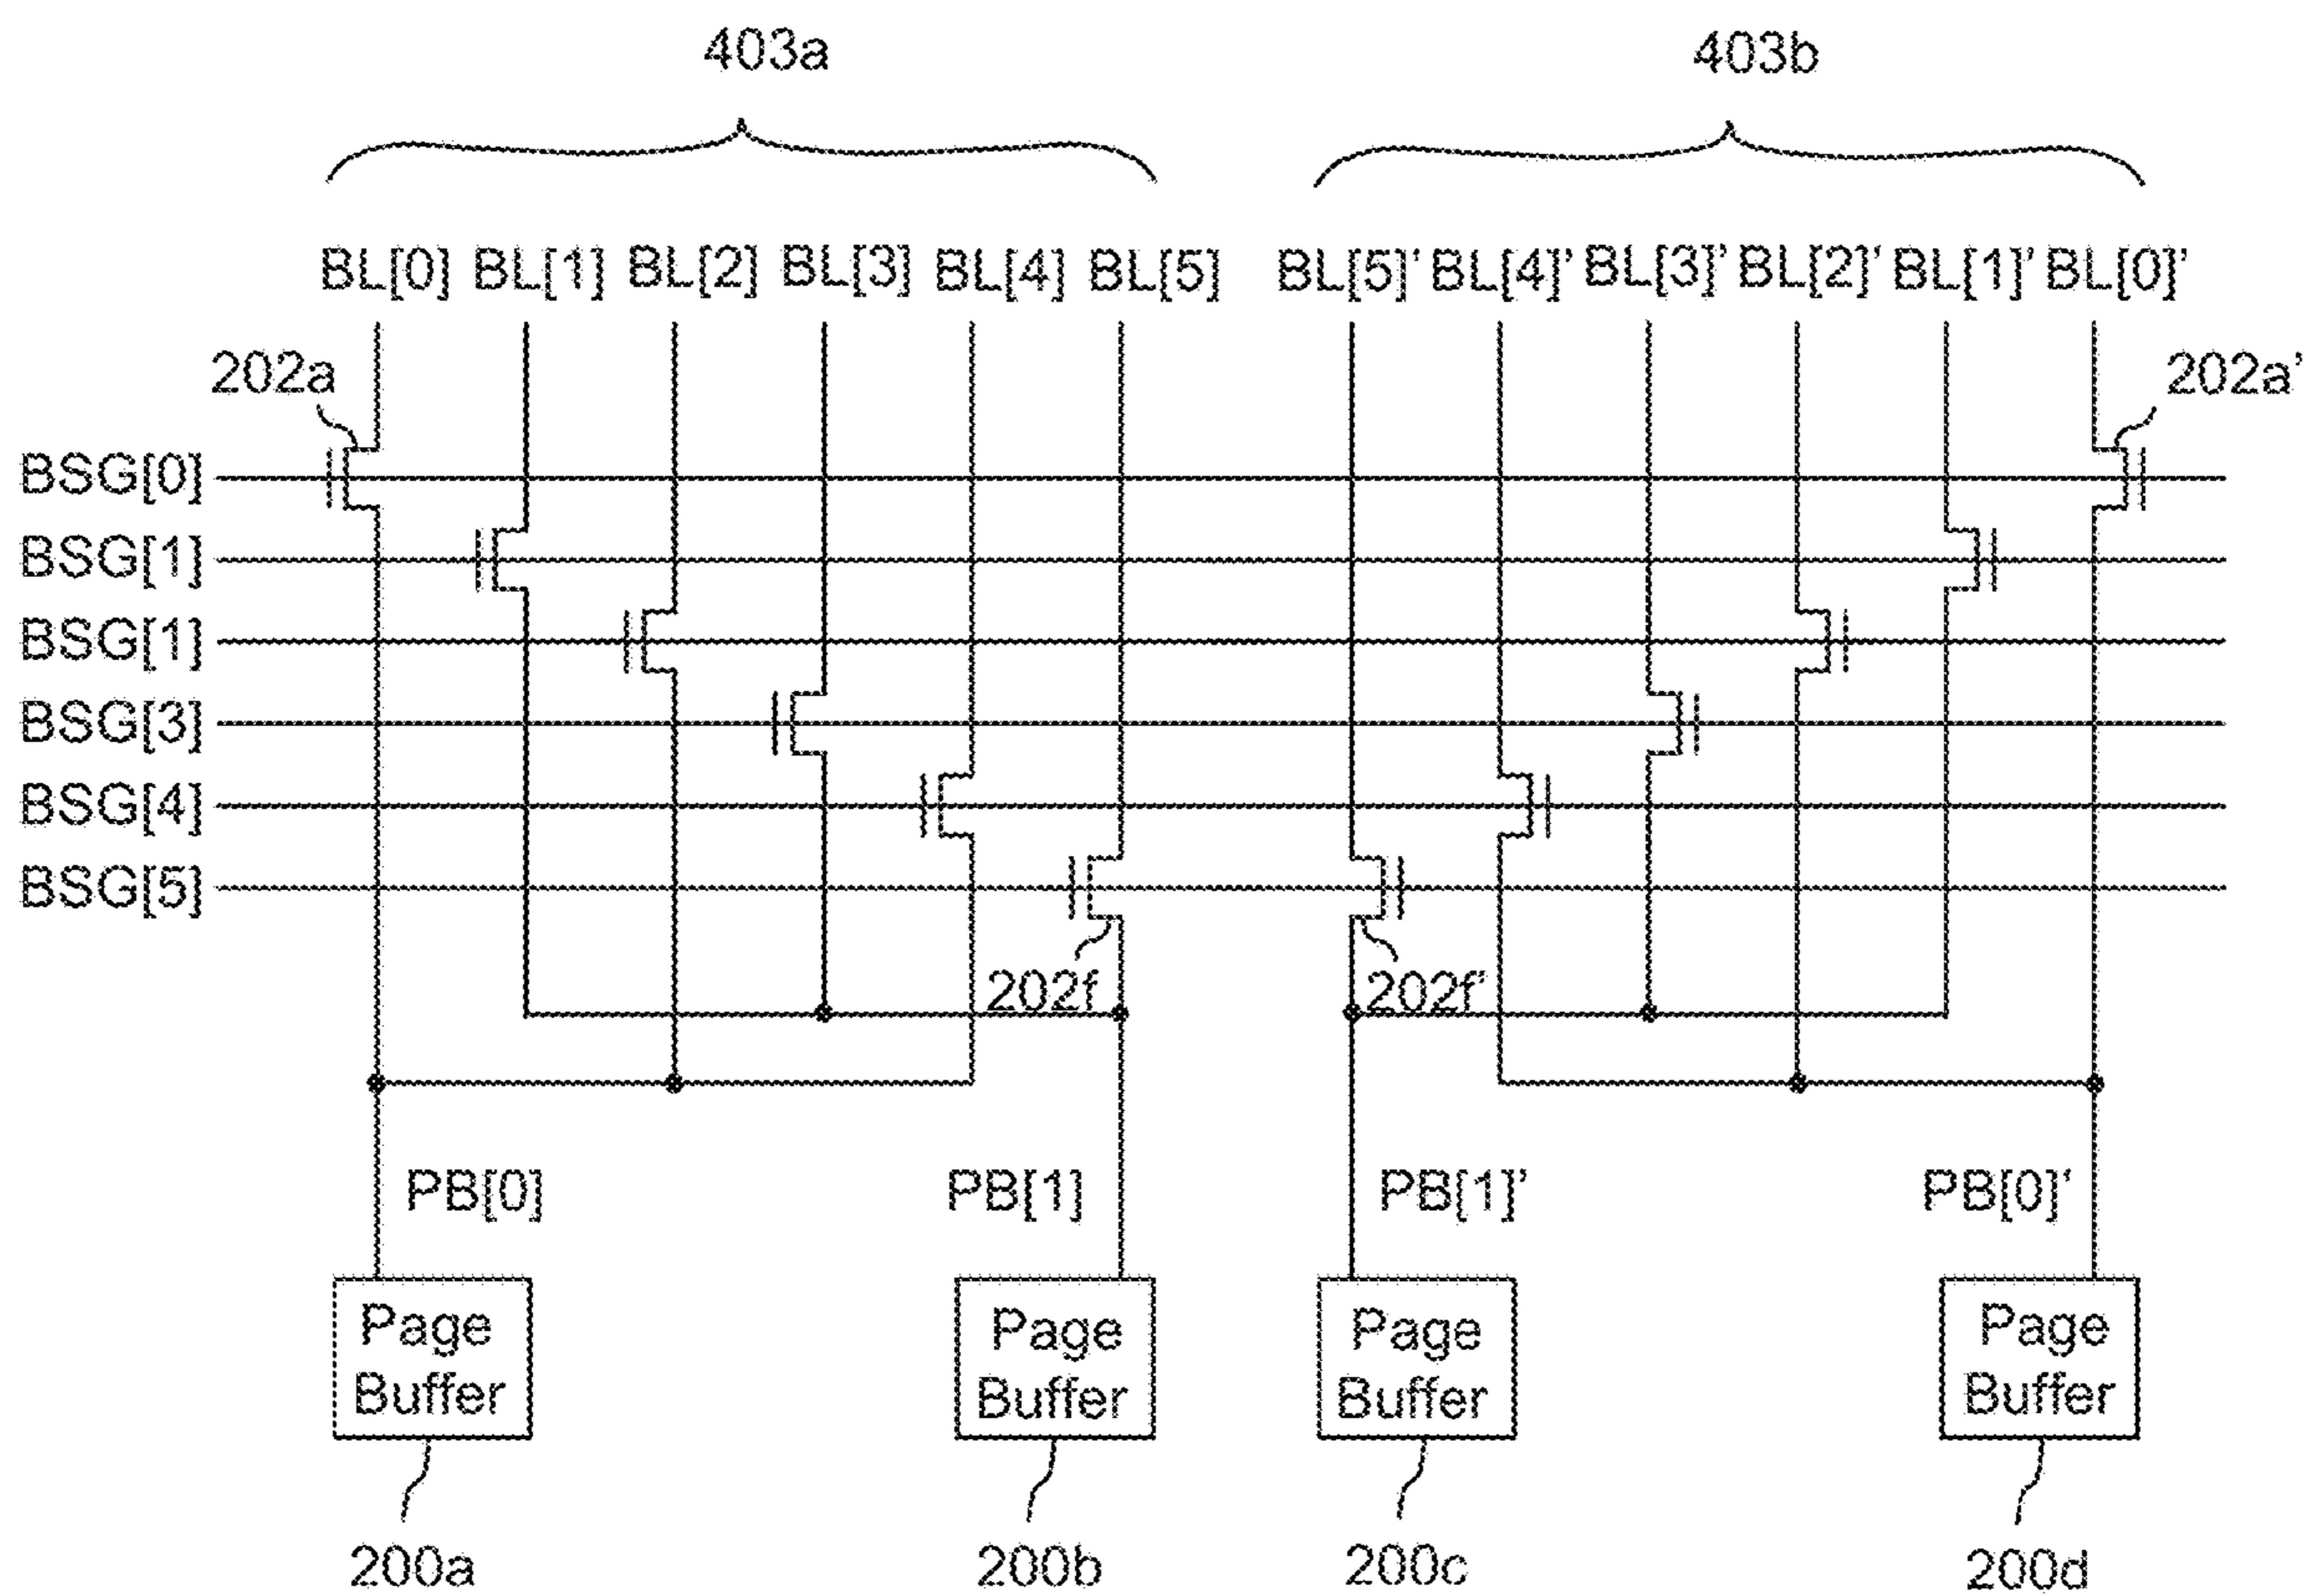 403a 403b
BL[0] BL[1] BL[2] BL[3] BL[4] BL[5] BL[5]' BL[4]' BL[3]' BL[2]' BL[1]' BL[0]'
202a 202a'
BSG[0]
BSG[1]
BSG[1]
BSG[3]
BSG[4]
BSG[5]
202f 202f'
PB[0] PB[1] PB[1]' PB[0]'
Page Page Page Page
Buffer Buffer Buffer Buffer
200a 200b 200c 200d